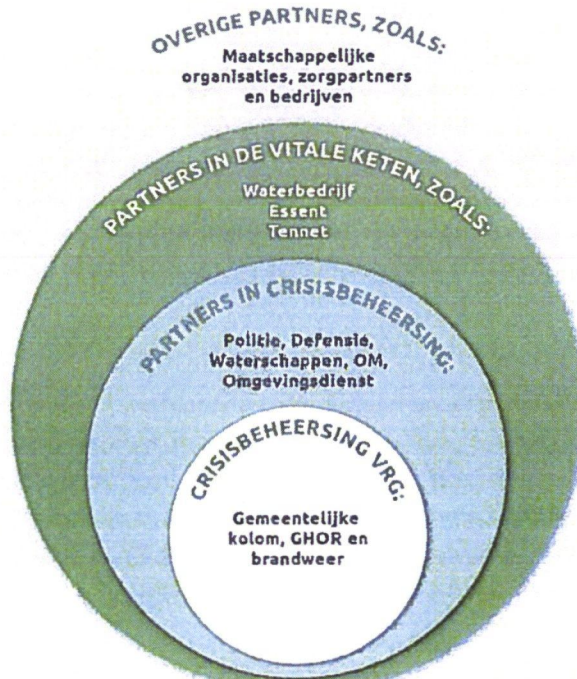 OVERIGE PARTNERS, ZOALS:
Maatschappelijke
organisaties, zorgpartners
en bedrijven
PARTNERS IN DE VITALE KETEN, ZOALS:
Waterbedrijf
Essent
Tennet
PARTNERS IN CRISISBEHEERSING:
Politie, Defensie,
Waterschappen, OM,
Omgevingsdienst
CRISISBEHEERSING VRG:
Gemeentelijke
kolom, GHOR en
brandweer